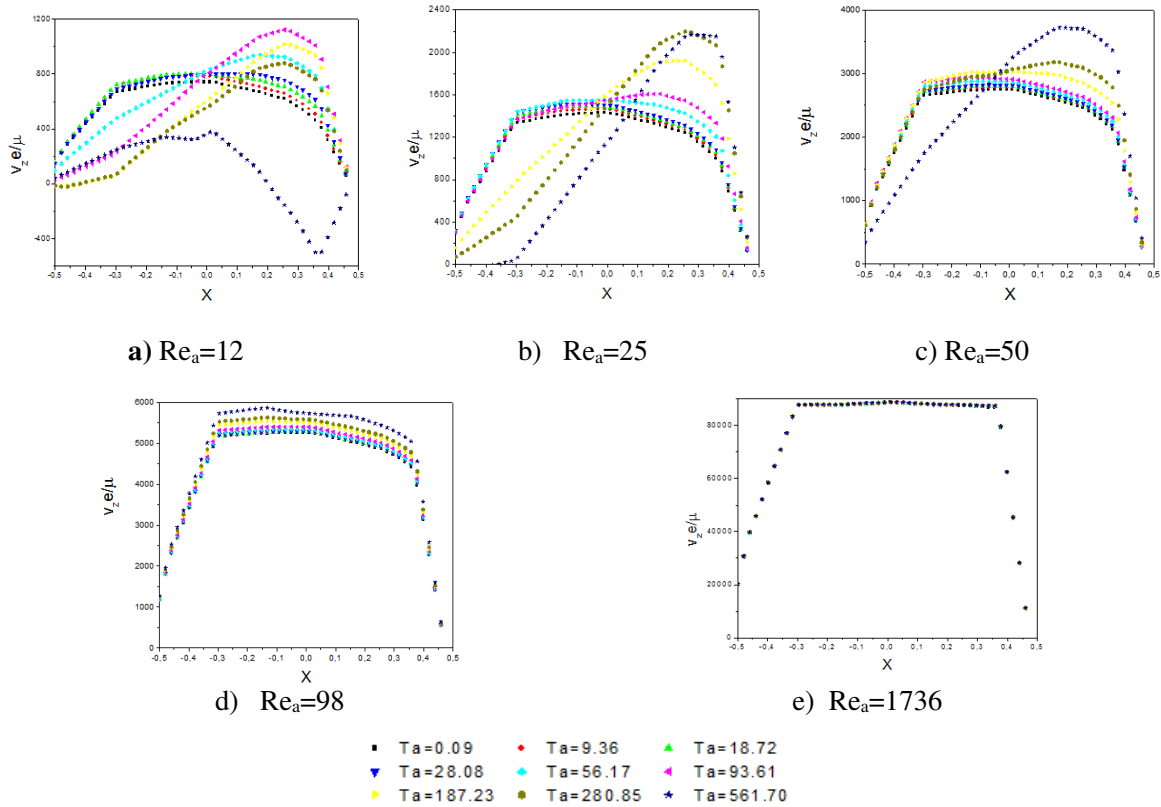 1200
800
400
0
-400
-0,5 -0,4 -0,3 -0,2 -0,1 0,0 0,1 0,2 0,3 0,4 0,5
V_z e/μ
X
2400
2000
1600
1200
800
400
0
-0,5 -0,4 -0,3 -0,2 -0,1 0,0 0,1 0,2 0,3 0,4 0,5
V_z e/μ
X
4000
3000
2000
1000
0
-0,5 -0,4 -0,3 -0,2 -0,1 0,0 0,1 0,2 0,3 0,4 0,5
V_z e/μ
X
a) Re_a=12
b) Re_a=25
c) Re_a=50
6000
5000
4000
3000
2000
1000
0
-0,5 -0,4 -0,3 -0,2 -0,1 0,0 0,1 0,2 0,3 0,4 0,5
V_z e/μ
X
80000
60000
40000
20000
0
-0,5 -0,4 -0,3 -0,2 -0,1 0,0 0,1 0,2 0,3 0,4 0,5
V_z e/μ
X
d) Re_a=98
e) Re_a=1736
Ta=0.09 Ta=9.36 Ta=18.72
Ta=28.08 Ta=56.17 Ta=93.61
Ta=187.23 Ta=280.85 Ta=561.70